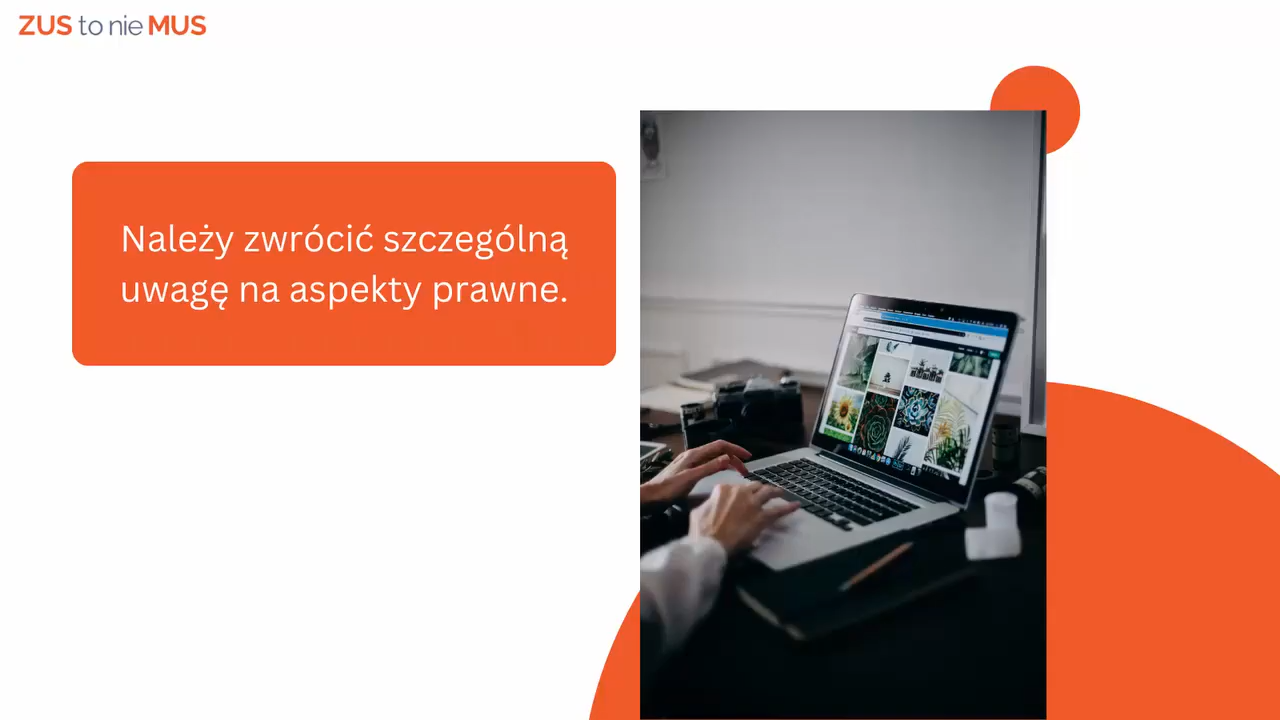 ZUS to nie MUS
Należy zwrócić szczególną
uwagę na aspekty prawne.